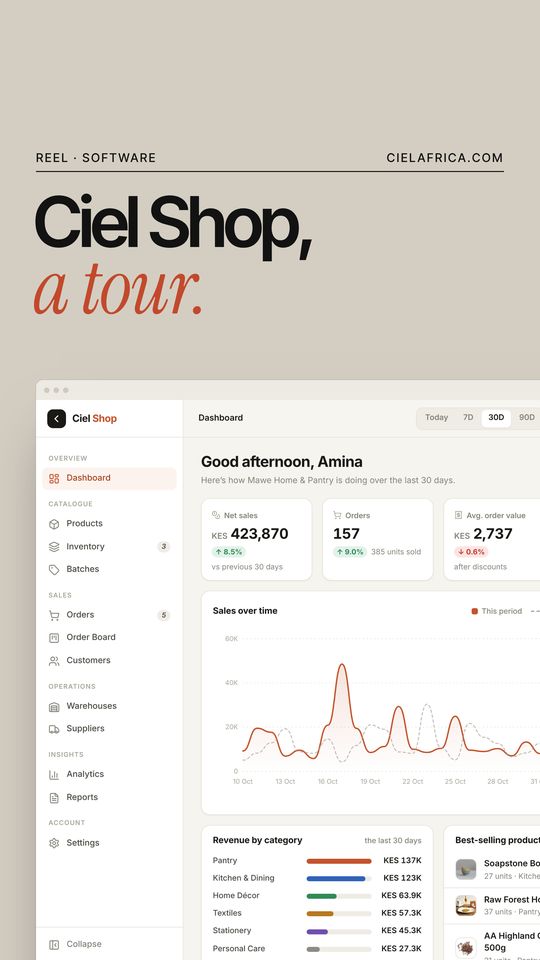 REEL · SOFTWARE
CIELAFRICA.COM
Ciel Shop,
a tour.
Ciel Shop
Dashboard
Today 7D 30D 90D
OVERVIEW
Dashboard
CATALOGUE
Products
Inventory 3
Batches
SALES
Orders 5
Order Board
Customers
OPERATIONS
Warehouses
Suppliers
INSIGHTS
Analytics
Reports
ACCOUNT
Settings
Collapse
Good afternoon, Amina
Here's how Mawe Home & Pantry is doing over the last 30 days.
Net sales
KES 423,870
↑ 8.5%
vs previous 30 days
Orders
157
↑ 9.0% 385 units sold
Avg. order value
KES 2,737
↓ 0.6%
after discounts
Sales over time
This period
60K
40K
20K
0
10 Oct 13 Oct 16 Oct 19 Oct 22 Oct 25 Oct 28 Oct 31
Revenue by category the last 30 days
Pantry KES 137K
Kitchen & Dining KES 123K
Home Décor KES 63.9K
Textiles KES 57.3K
Stationery KES 45.3K
Personal Care KES 27.3K
Best-selling product
Soapstone Bo
27 units · Kitche
Raw Forest Ho
37 units · Pantry
AA Highland C
500g